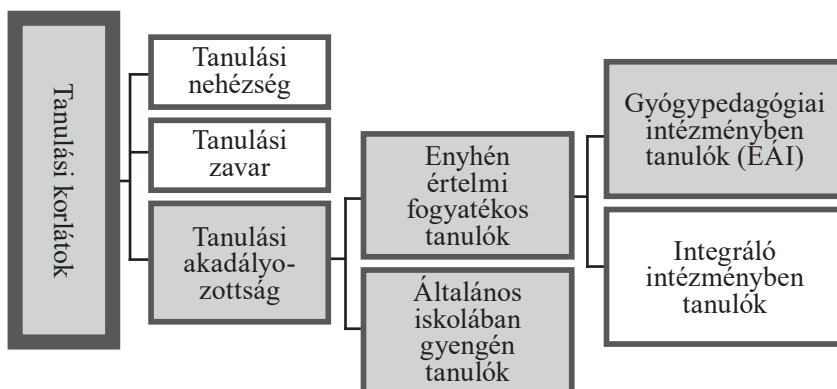 Tanulási korlátok
Tanulási
nehézség
Tanulási
zavar
Tanulási
akadályo-
zottság
Enyhén
értelmi
fogyatékos
tanulók
Általános
iskolában
gyengén
tanulók
Gyógypedagógiai
intézményben
tanulók (EÁI)
Integráló
intézményben
tanulók